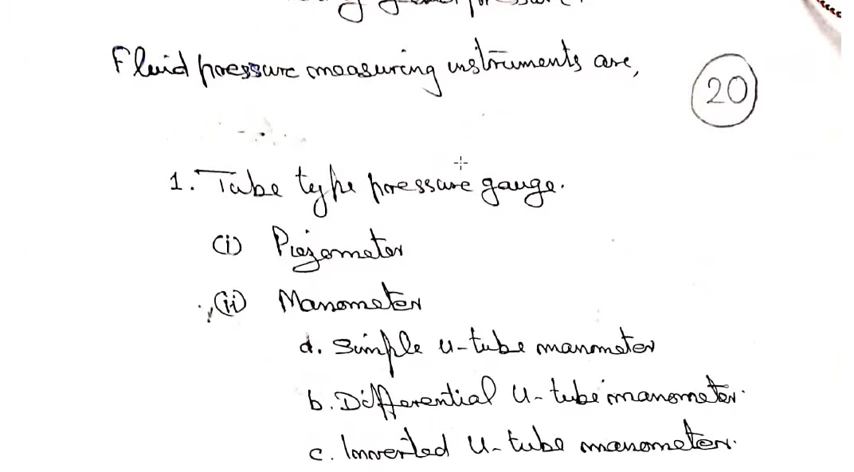 Fluid pressure measuring instruments are,
20
1. Tube type pressure gauge.
(i) Piezometer
(ii) Manometer
a. Simple U-tube manometer
b. Differential U-tube manometer.
c. Inverted U-tube manometer.